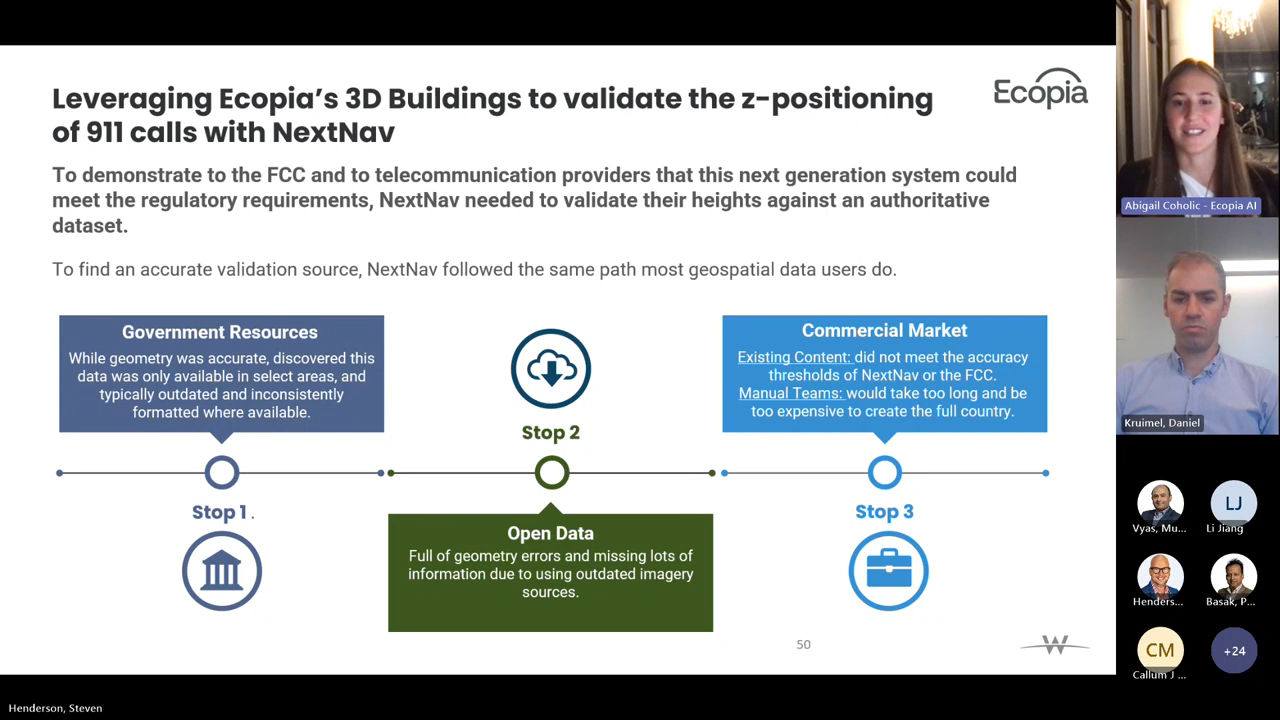 Leveraging Ecopia's 3D Buildings to validate the z-positioning
of 911 calls with NextNav
Ecopia
To demonstrate to the FCC and to telecommunication providers that this next generation system could
meet the regulatory requirements, NextNav needed to validate their heights against an authoritative
dataset.
To find an accurate validation source, NextNav followed the same path most geospatial data users do.
Government Resources
While geometry was accurate, discovered this
data was only available in select areas, and
typically outdated and inconsistently
formatted where available.
Stop 1 .
Stop 2
Open Data
Full of geometry errors and missing lots of
information due to using outdated imagery
sources.
Commercial Market
Existing Content: did not meet the accuracy
thresholds of NextNav or the FCC.
Manual Teams: would take too long and be
too expensive to create the full country.
Stop 3
50
W
Abigail Coholic - Ecopia AI
Kruimel, Daniel
Vyas, Mu...
LJ
Li Jiang
Henders...
Basak, P...
CM
Callum J ...
+24
Henderson, Steven